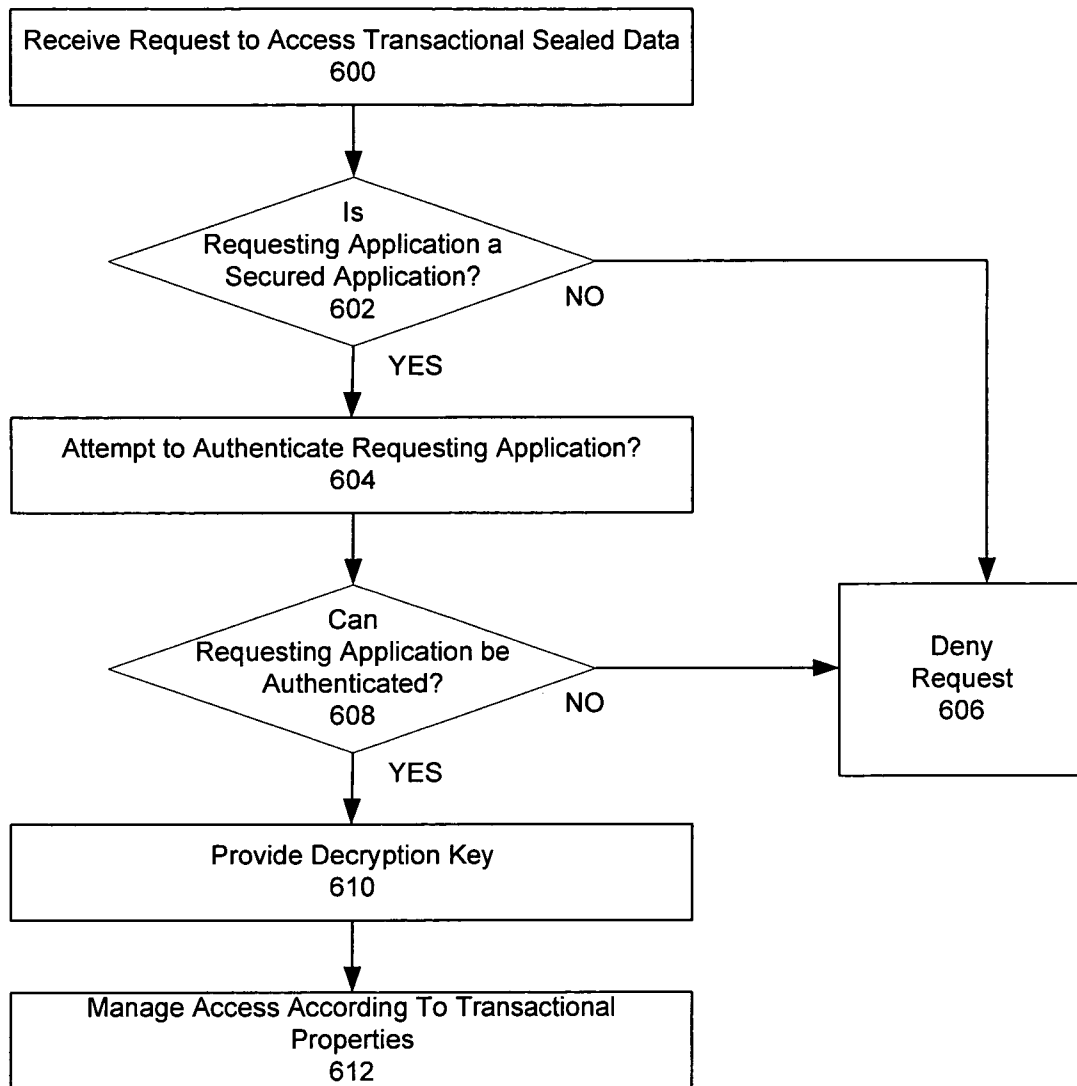 Receive Request to Access Transactional Sealed Data
600
Is
Requesting Application a
Secured Application?
602
NO
YES
Attempt to Authenticate Requesting Application?
604
Can
Requesting Application be
Authenticated?
608
NO
Deny
Request
606
YES
Provide Decryption Key
610
Manage Access According To Transactional
Properties
612